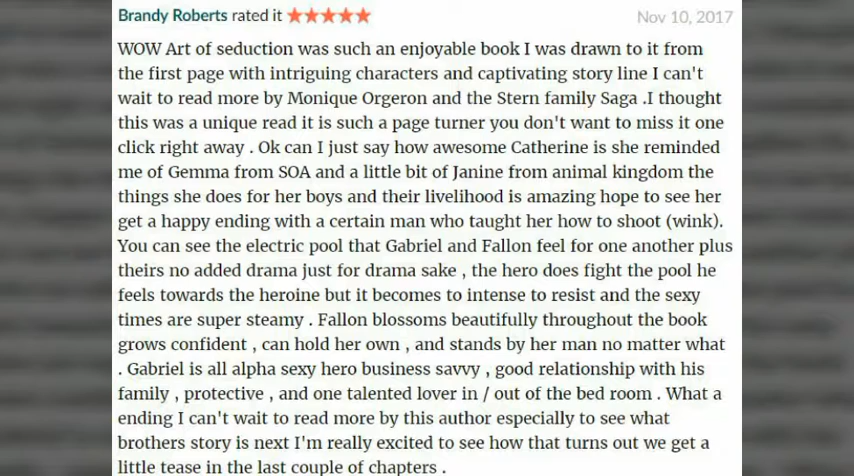 Brandy Roberts rated it ★★★★★ Nov 10, 2017
WOW Art of seduction was such an enjoyable book I was drawn to it from
the first page with intriguing characters and captivating story line I can't
wait to read more by Monique Orgeron and the Stern family Saga .I thought
this was a unique read it is such a page turner you don't want to miss it one
click right away . Ok can I just say how awesome Catherine is she reminded
me of Gemma from SOA and a little bit of Janine from animal kingdom the
things she does for her boys and their livelihood is amazing hope to see her
get a happy ending with a certain man who taught her how to shoot (wink).
You can see the electric pool that Gabriel and Fallon feel for one another plus
theirs no added drama just for drama sake , the hero does fight the pool he
feels towards the heroine but it becomes to intense to resist and the sexy
times are super steamy . Fallon blossoms beautifully throughout the book
grows confident , can hold her own , and stands by her man no matter what
. Gabriel is all alpha sexy hero business savvy , good relationship with his
family , protective , and one talented lover in / out of the bed room . What a
ending I can't wait to read more by this author especially to see what
brothers story is next I'm really excited to see how that turns out we get a
little tease in the last couple of chapters .